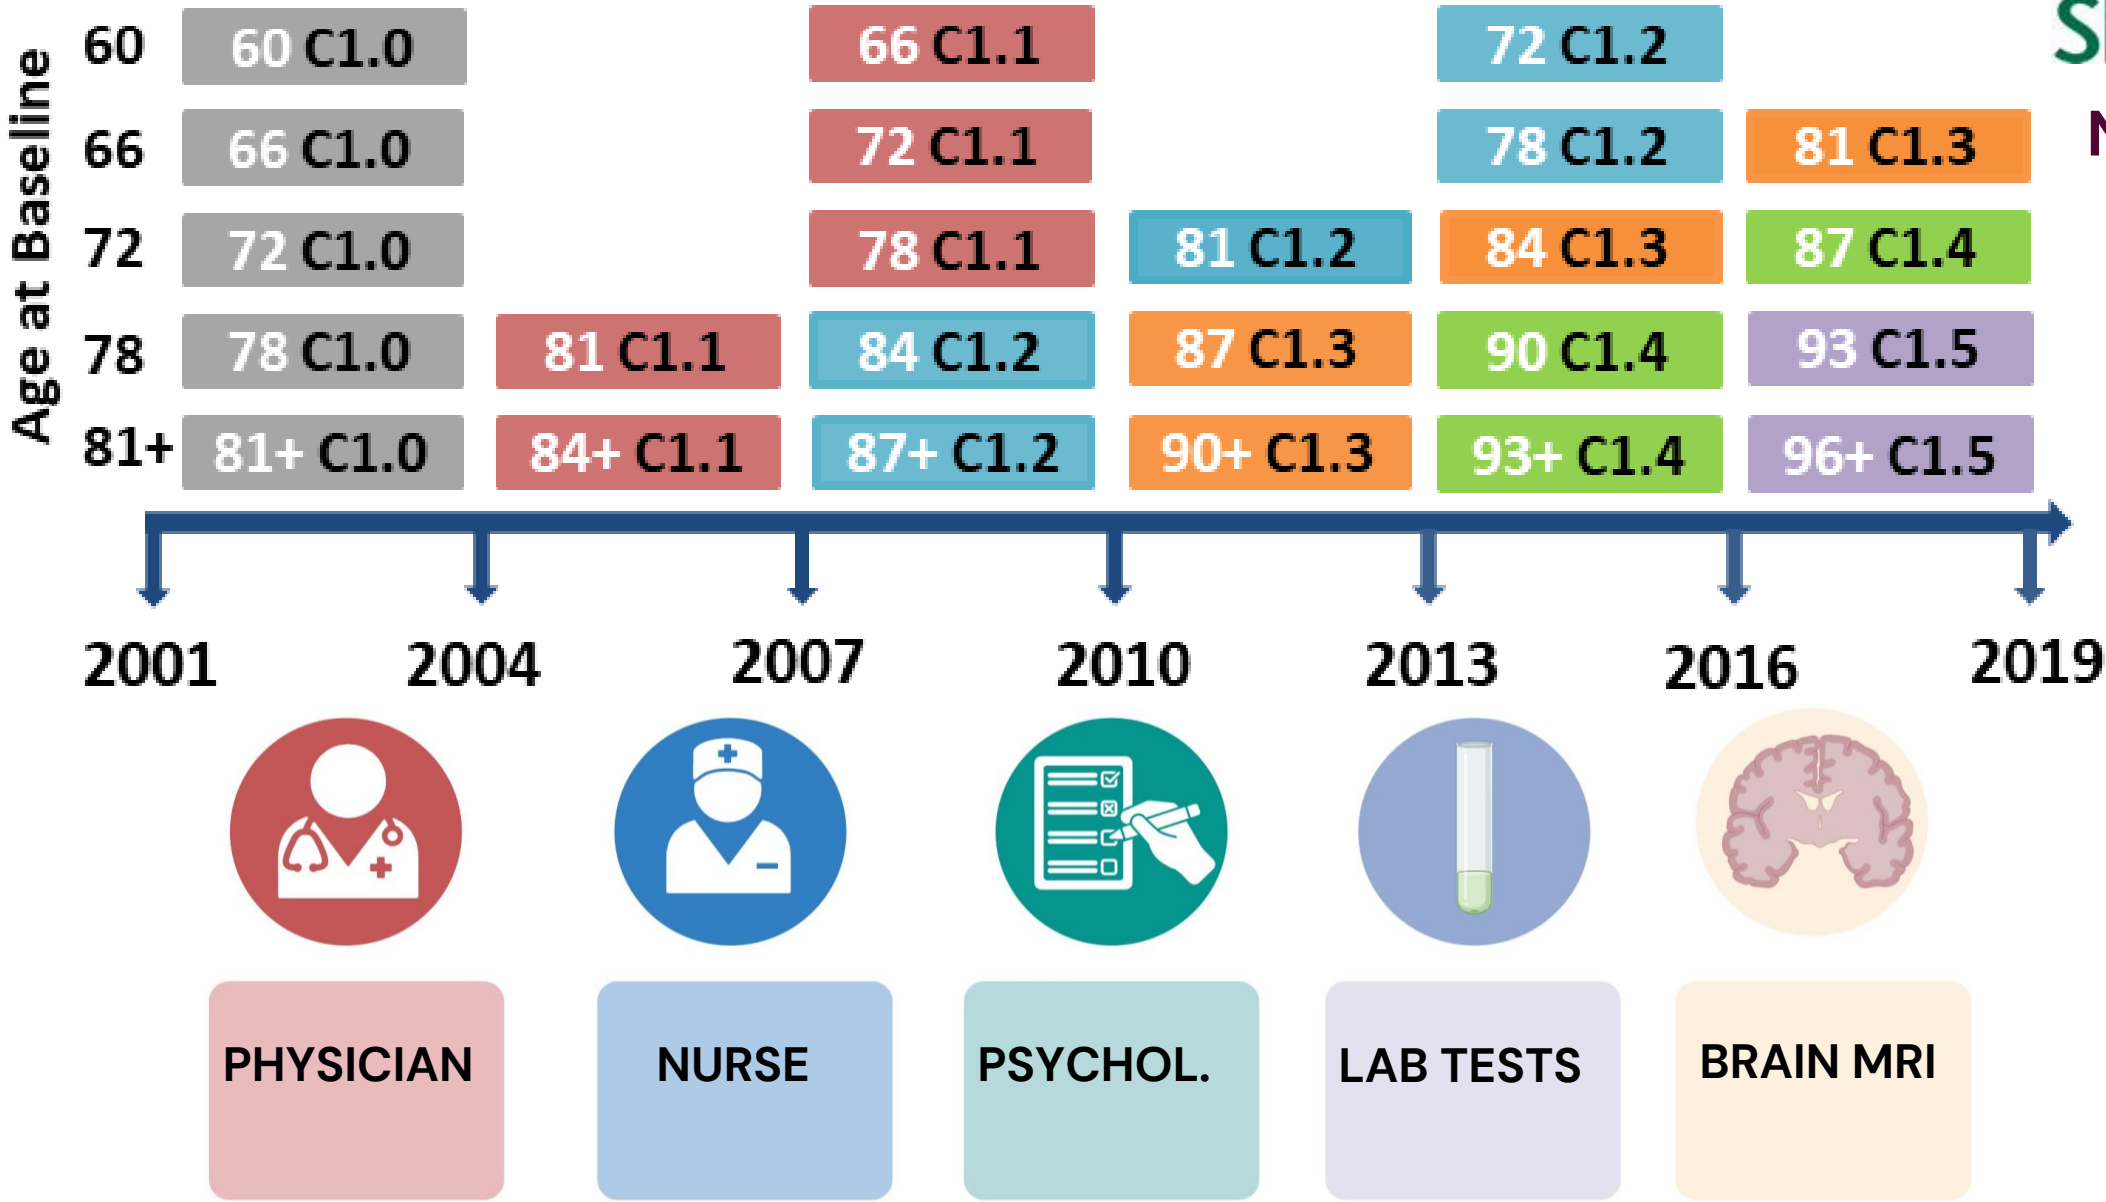 Age at Baseline
60 60 C1.0 66 C1.1 72 C1.2
66 66 C1.0 72 C1.1 78 C1.2 81 C1.3
72 72 C1.0 78 C1.1 81 C1.2 84 C1.3 87 C1.4
78 78 C1.0 81 C1.1 84 C1.2 87 C1.3 90 C1.4 93 C1.5
81+ 81+ C1.0 84+ C1.1 87+ C1.2 90+ C1.3 93+ C1.4 96+ C1.5
2001 2004 2007 2010 2013 2016 2019
PHYSICIAN NURSE PSYCHOL. LAB TESTS BRAIN MRI